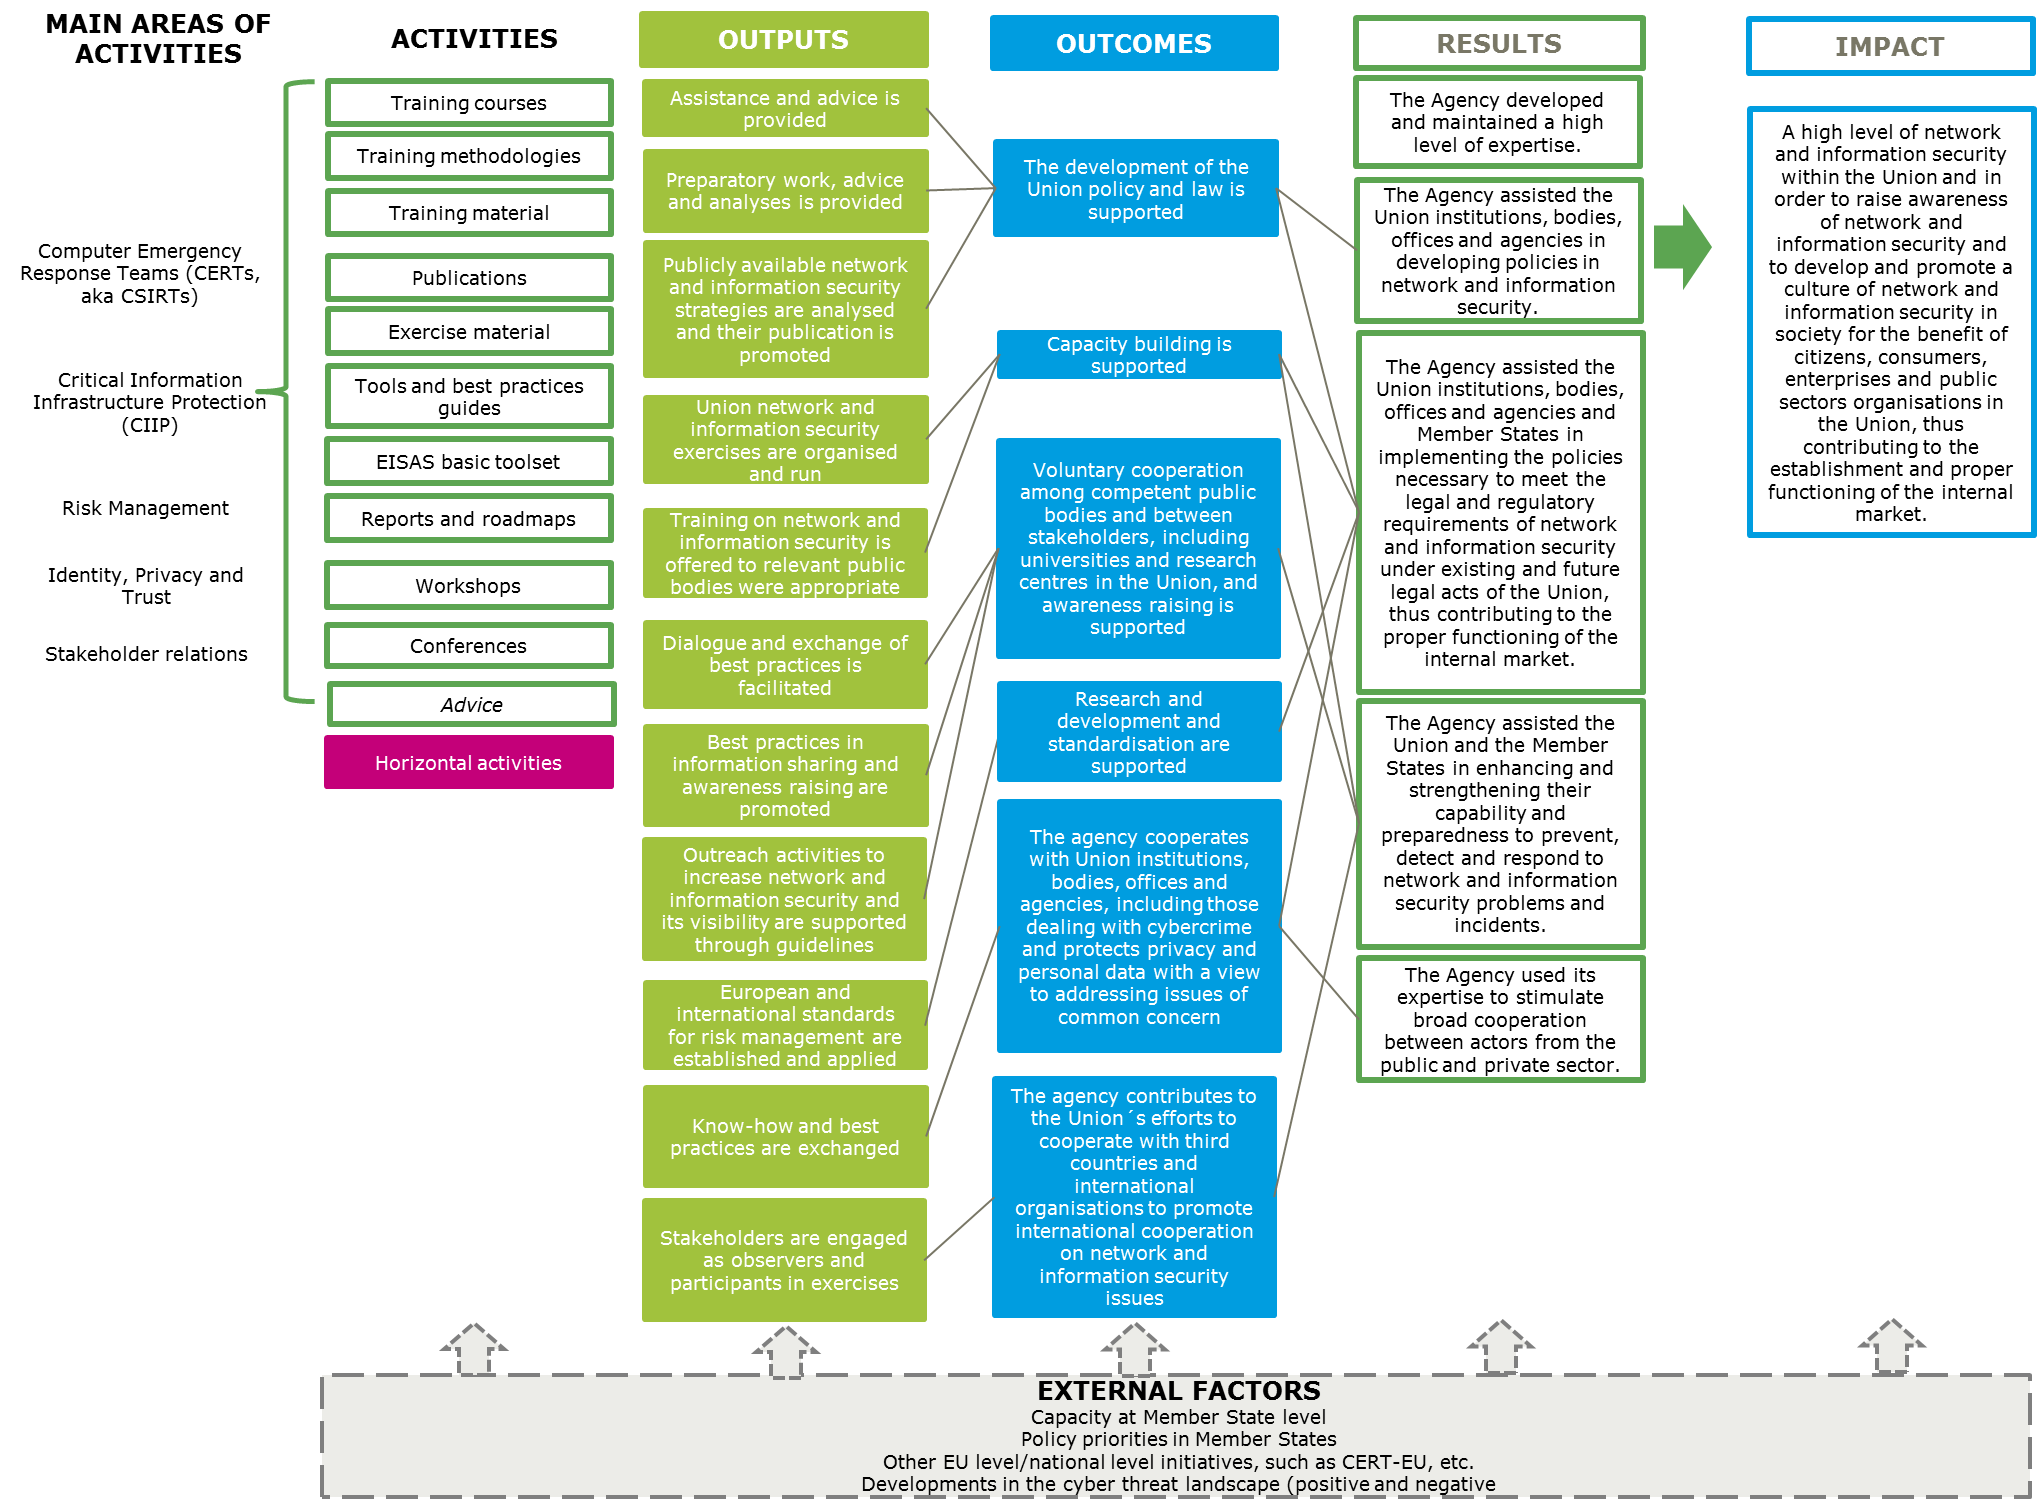 MAIN AREAS OF
ACTIVITIES
Computer Emergency
Response Teams (CERTs,
aka CSIRTs)
Critical Information
Infrastructure Protection
(CIIP)
Risk Management
Identity, Privacy and
Trust
Stakeholder relations
ACTIVITIES
Training courses
Training methodologies
Training material
Publications
Exercise material
Tools and best practices
guides
EISAS basic toolset
Reports and roadmaps
Workshops
Conferences
Advice
Horizontal activities
OUTPUTS
Assistance and advice is
provided
Preparatory work, advice
and analyses is provided
Publicly available network
and information security
strategies are analysed
and their publication is
promoted
Union network and
information security
exercises are organised
and run
Training on network and
information security is
offered to relevant public
bodies were appropriate
Dialogue and exchange of
best practices is
facilitated
Best practices in
information sharing and
awareness raising are
promoted
Outreach activities to
increase network and
information security and
its visibility are supported
through guidelines
European and
international standards
for risk management are
established and applied
Know-how and best
practices are exchanged
Stakeholders are engaged
as observers and
participants in exercises
OUTCOMES
The development of the
Union policy and law is
supported
Capacity building is
supported
Voluntary cooperation
among competent public
bodies and between
stakeholders, including
universities and research
centres in the Union, and
awareness raising is
supported
Research and
development and
standardisation are
supported
The agency cooperates
with Union institutions,
bodies, offices and
agencies, including those
dealing with cybercrime
and protects privacy and
personal data with a view
to addressing issues of
common concern
The agency contributes to
the Union´s efforts to
cooperate with third
countries and
international
organisations to promote
international cooperation
on network and
information security
issues
RESULTS
The Agency developed
and maintained a high
level of expertise.
The Agency assisted the
Union institutions, bodies,
offices and agencies in
developing policies in
network and information
security.
The Agency assisted the
Union institutions, bodies,
offices and agencies and
Member States in
implementing the policies
necessary to meet the
legal and regulatory
requirements of network
and information security
under existing and future
legal acts of the Union,
thus contributing to the
proper functioning of the
internal market.
The Agency assisted the
Union and the Member
States in enhancing and
strengthening their
capability and
preparedness to prevent,
detect and respond to
network and information
security problems and
incidents.
The Agency used its
expertise to stimulate
broad cooperation
between actors from the
public and private sector.
IMPACT
A high level of network
and information security
within the Union and in
order to raise awareness
of network and
information security and
to develop and promote a
culture of network and
information security in
society for the benefit of
citizens, consumers,
enterprises and public
sectors organisations in
the Union, thus
contributing to the
establishment and proper
functioning of the internal
market.
EXTERNAL FACTORS
Capacity at Member State level
Policy priorities in Member States
Other EU level/national level initiatives, such as CERT-EU, etc.
Developments in the cyber threat landscape (positive and negative